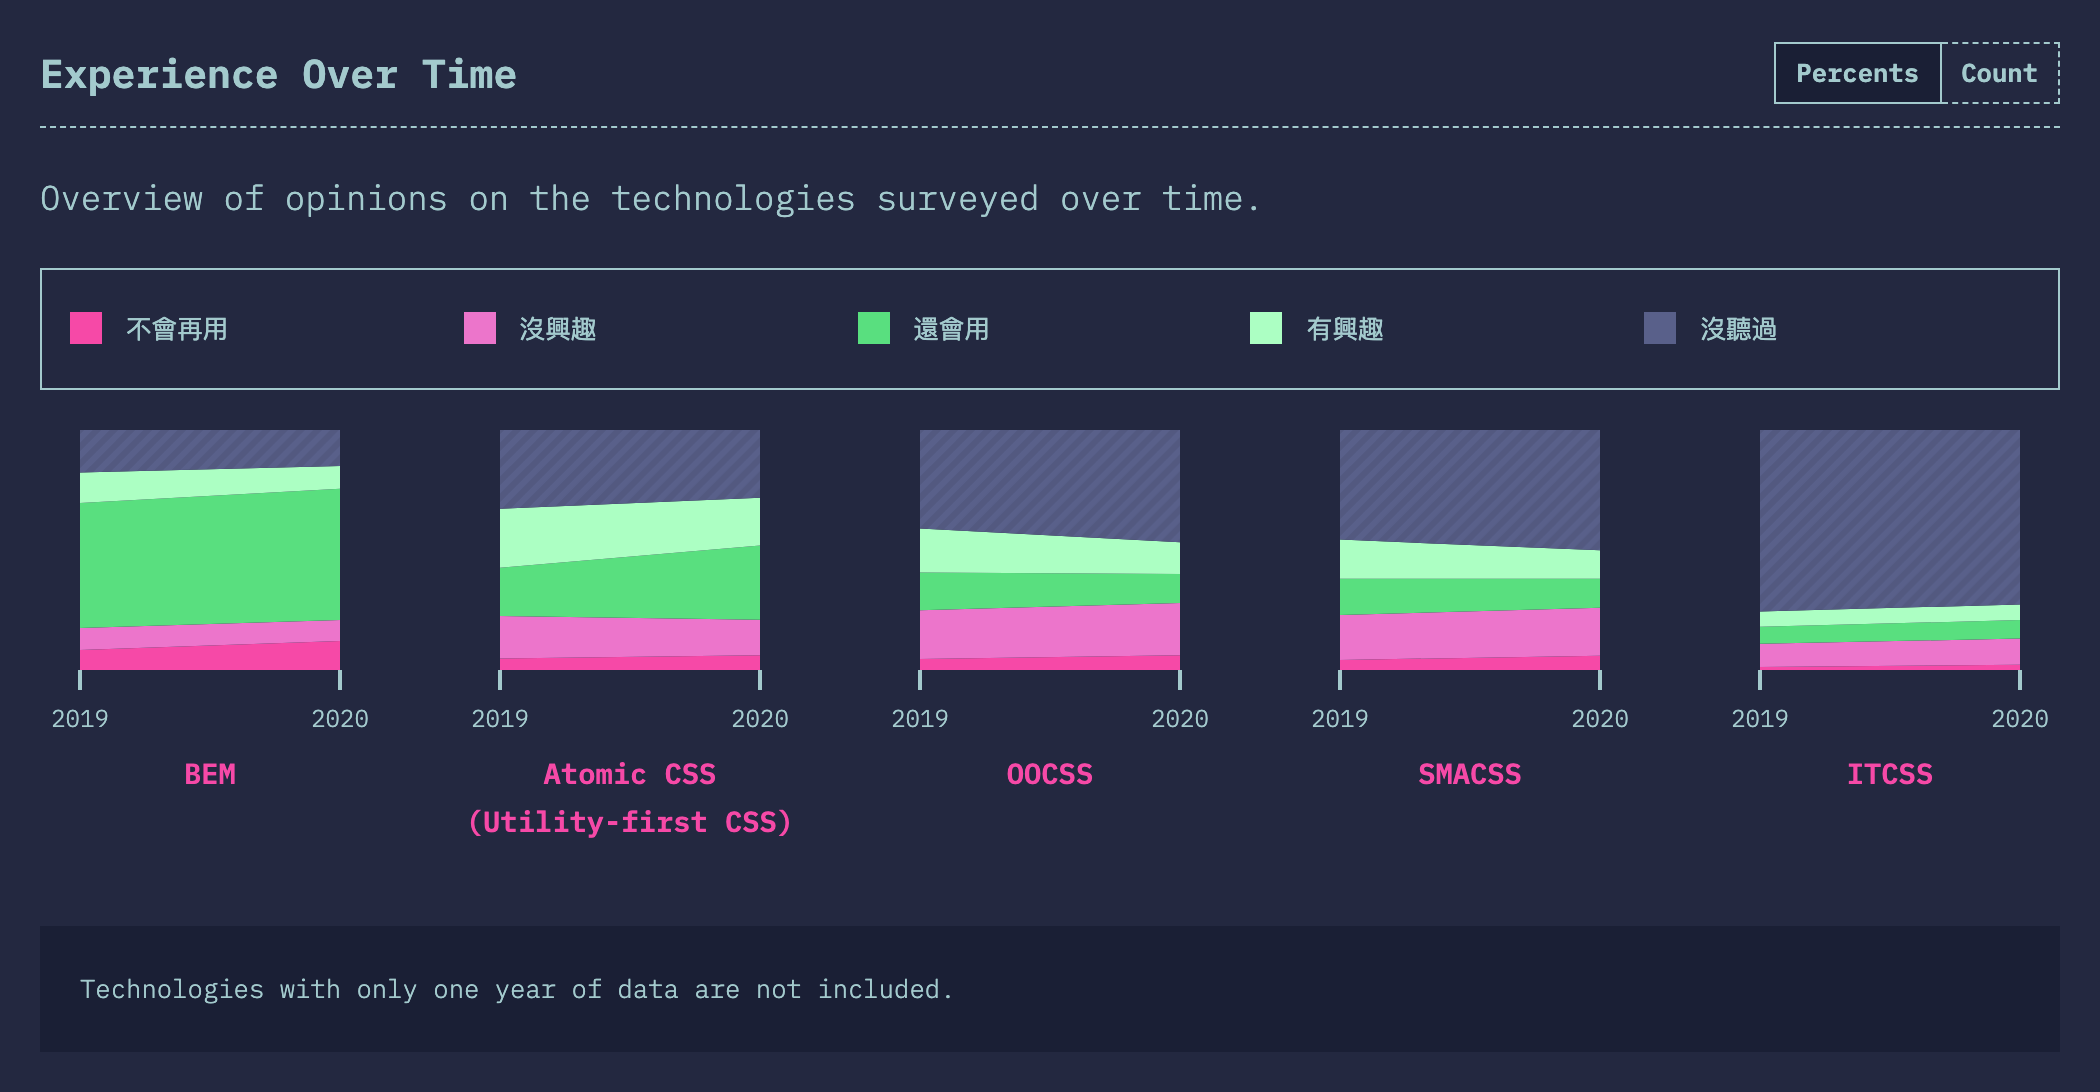 Experience Over Time
Percents
Count
Overview of opinions on the technologies surveyed over time.
不會再用
沒興趣
還會用
有興趣
沒聽過
2019
2020
2019
2020
2019
2020
2019
2020
2019
2020
BEM
Atomic CSS
(Utility-first CSS)
OOCSS
SMACSS
ITCSS
Technologies with only one year of data are not included.